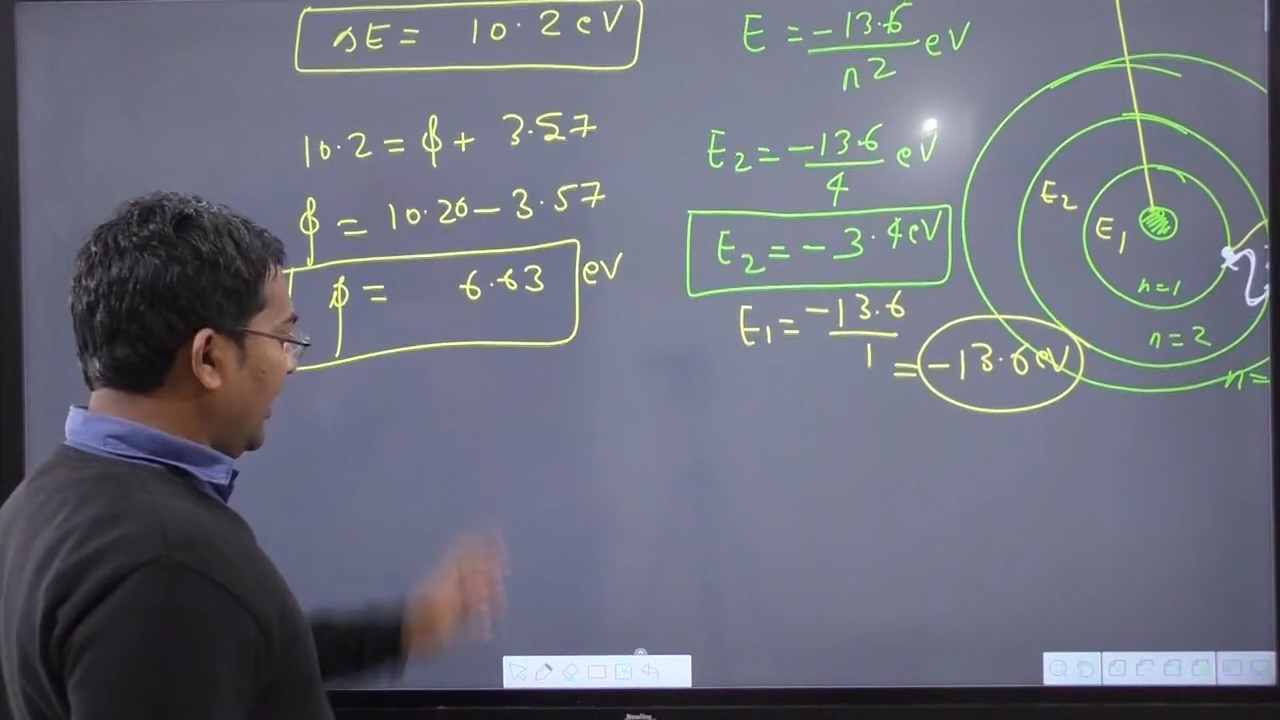 ΔE = 10.2 eV
10.2 = ϕ + 3.57
ϕ = 10.20 - 3.57
ϕ = 6.63 eV
E = -13.6/n² eV
E₂ = -13.6/4 eV
E₂ = -3.4 eV
E₁ = -13.6/1 = -13.6 eV
E₂
E₁
n=1
n=2
n=
Newline